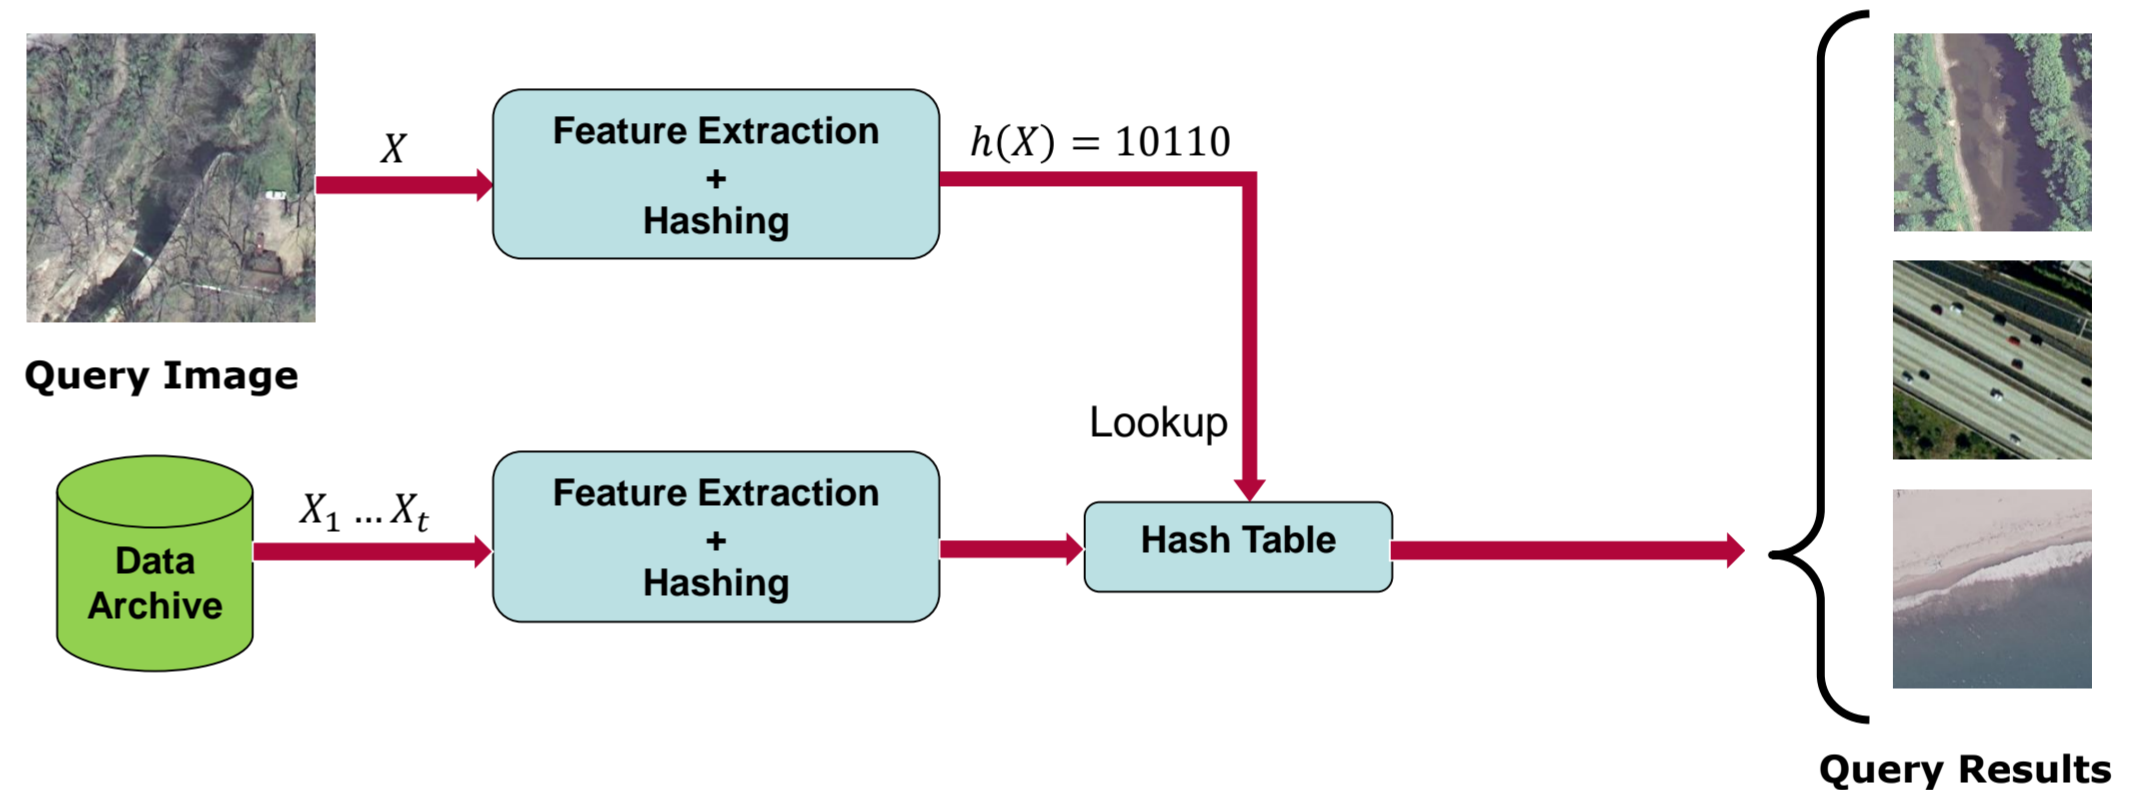 X
Feature Extraction
+
Hashing
h(X) = 10110
Query Image
Lookup
Data
Archive
X₁ ... Xₜ
Feature Extraction
+
Hashing
Hash Table
Query Results